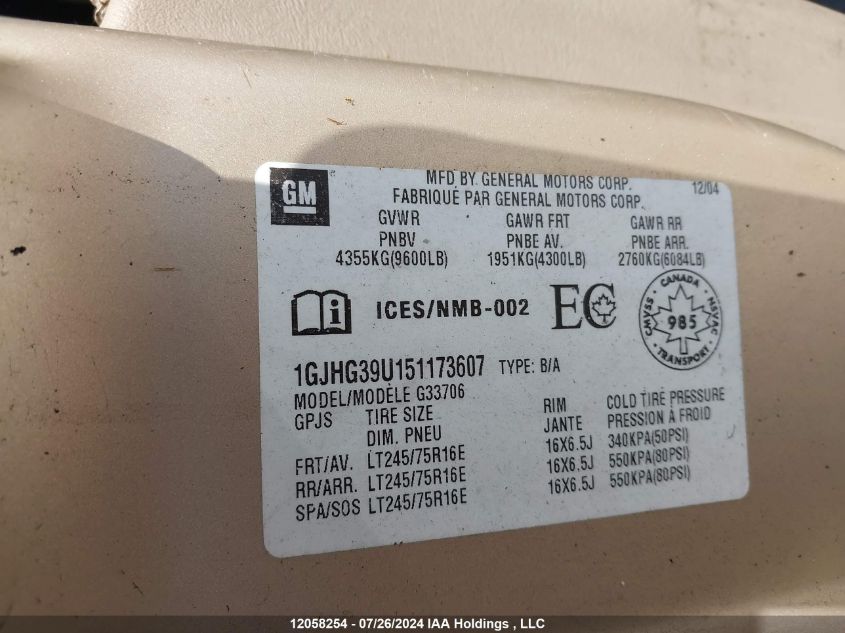 GM
MFD BY GENERAL MOTORS CORP. 12/04
FABRIQUÉ PAR GENERAL MOTORS CORP.
GVWR GAWR FRT GAWR RR
PNBV PNBE AV. PNBE ARR.
4355KG(9600LB) 1951KG(4300LB) 2760KG(6084LB)
i ICES/NMB-002 EC
CANADA
CMVSS 985 NSVAC
TRANSPORT
1GJHG39U151173607 TYPE: B/A
MODEL/MODÈLE G33706
GPJS TIRE SIZE RIM COLD TIRE PRESSURE
DIM. PNEU JANTE PRESSION À FROID
FRT/AV. LT245/75R16E 16X6.5J 340KPA(50PSI)
RR/ARR. LT245/75R16E 16X6.5J 550KPA(80PSI)
SPA/SOS LT245/75R16E 16X6.5J 550KPA(80PSI)
12058254 - 07/26/2024 IAA Holdings , LLC